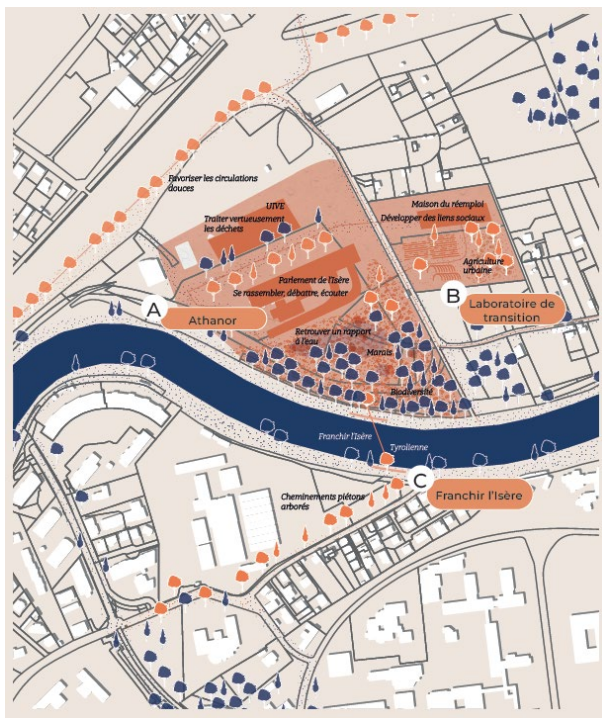 Favoriser les circulations
douces
UIVE
Traiter vertueusement
les déchets
Maison du réemploi
Développer des liens sociaux
Parlement de l'Isère
Se rassembler, débattre, écouter
Agriculture
urbaine
A
Athanor
B
Laboratoire de
transition
Retrouver un rapport
à l'eau
Marais
Biodiversité
Franchir l'Isère
Tyrolienne
C
Franchir l'Isère
Cheminements piétons
arborés